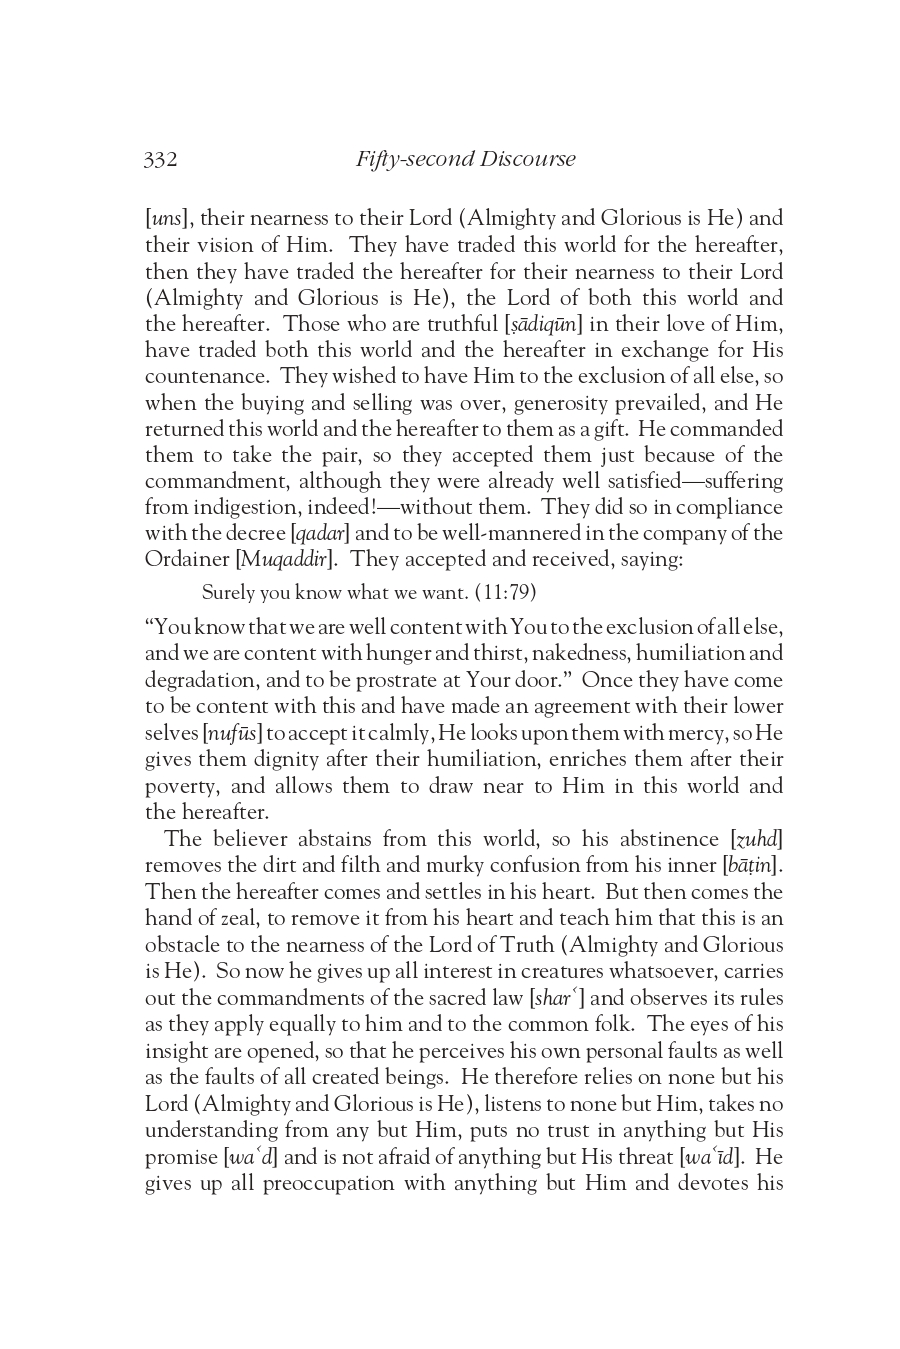 332 Fifty-second Discourse
[uns], their nearness to their Lord (Almighty and Glorious is He) and
their vision of Him.  They have traded this world for the hereafter,
then they have traded the hereafter for their nearness to their Lord
(Almighty and Glorious is He), the Lord of both this world and
the hereafter.  Those who are truthful [ṣādiqūn] in their love of Him,
have traded both this world and the hereafter in exchange for His
countenance.  They wished to have Him to the exclusion of all else, so
when the buying and selling was over, generosity prevailed, and He
returned this world and the hereafter to them as a gift.  He commanded
them to take the pair, so they accepted them just because of the
commandment, although they were already well satisfied—suffering
from indigestion, indeed!—without them.  They did so in compliance
with the decree [qadar] and to be well-mannered in the company of the
Ordainer [Muqaddir].  They accepted and received, saying:
Surely you know what we want. (11:79)
“You know that we are well content with You to the exclusion of all else,
and we are content with hunger and thirst, nakedness, humiliation and
degradation, and to be prostrate at Your door.”  Once they have come
to be content with this and have made an agreement with their lower
selves [nufūs] to accept it calmly, He looks upon them with mercy, so He
gives them dignity after their humiliation, enriches them after their
poverty, and allows them to draw near to Him in this world and
the hereafter.
The believer abstains from this world, so his abstinence [zuhd]
removes the dirt and filth and murky confusion from his inner [bāṭin].
Then the hereafter comes and settles in his heart.  But then comes the
hand of zeal, to remove it from his heart and teach him that this is an
obstacle to the nearness of the Lord of Truth (Almighty and Glorious
is He).  So now he gives up all interest in creatures whatsoever, carries
out the commandments of the sacred law [sharʿ] and observes its rules
as they apply equally to him and to the common folk.  The eyes of his
insight are opened, so that he perceives his own personal faults as well
as the faults of all created beings.  He therefore relies on none but his
Lord (Almighty and Glorious is He), listens to none but Him, takes no
understanding from any but Him, puts no trust in anything but His
promise [waʿd] and is not afraid of anything but His threat [waʿīd].  He
gives up all preoccupation with anything but Him and devotes his